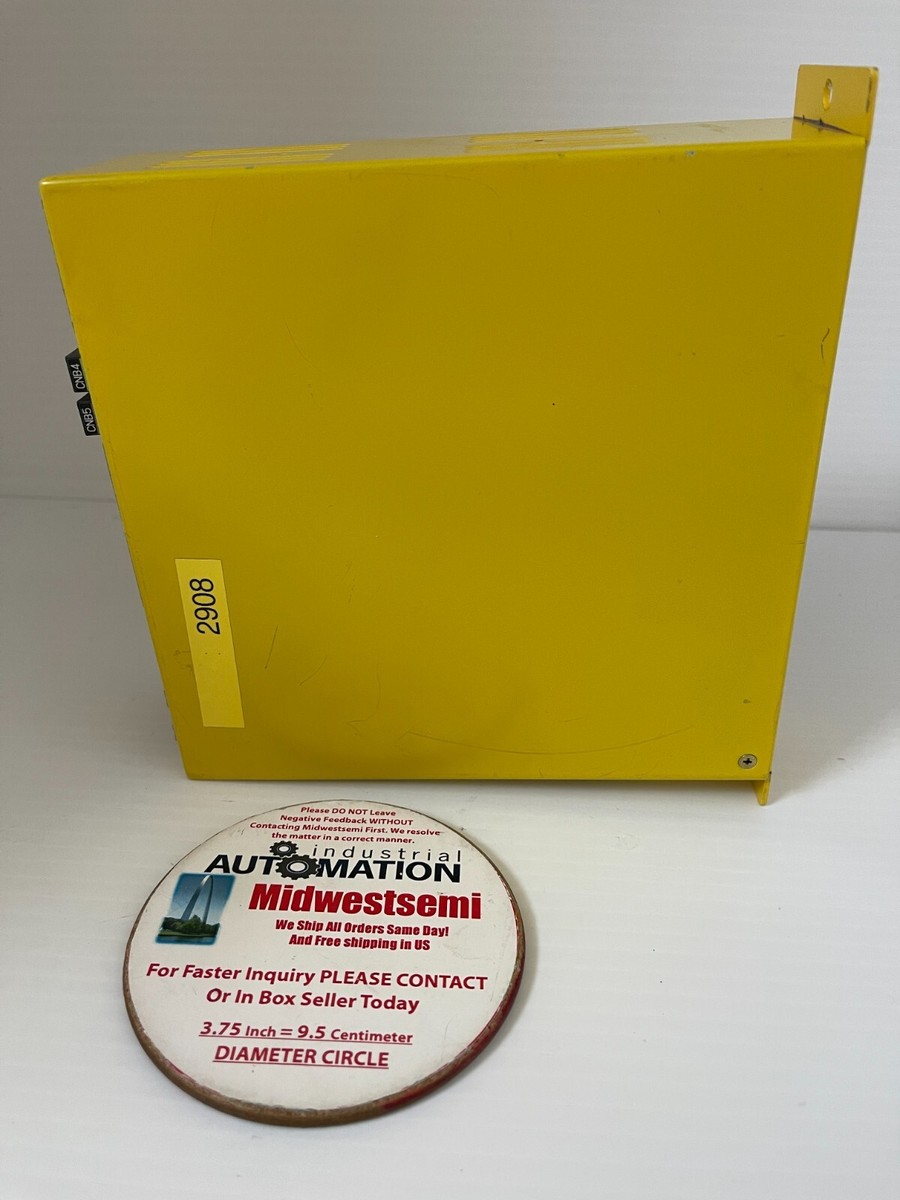 CNB4
CNB5
2908
Please DO NOT Leave
Negative Feedback WITHOUT
Contacting Midwestsemi First. We resolve
the matter in a correct manner.
industrial
AUTOMATION
Midwestsemi
We Ship All Orders Same Day!
And Free shipping in US
For Faster Inquiry PLEASE CONTACT
Or In Box Seller Today
3.75 Inch = 9.5 Centimeter
DIAMETER CIRCLE